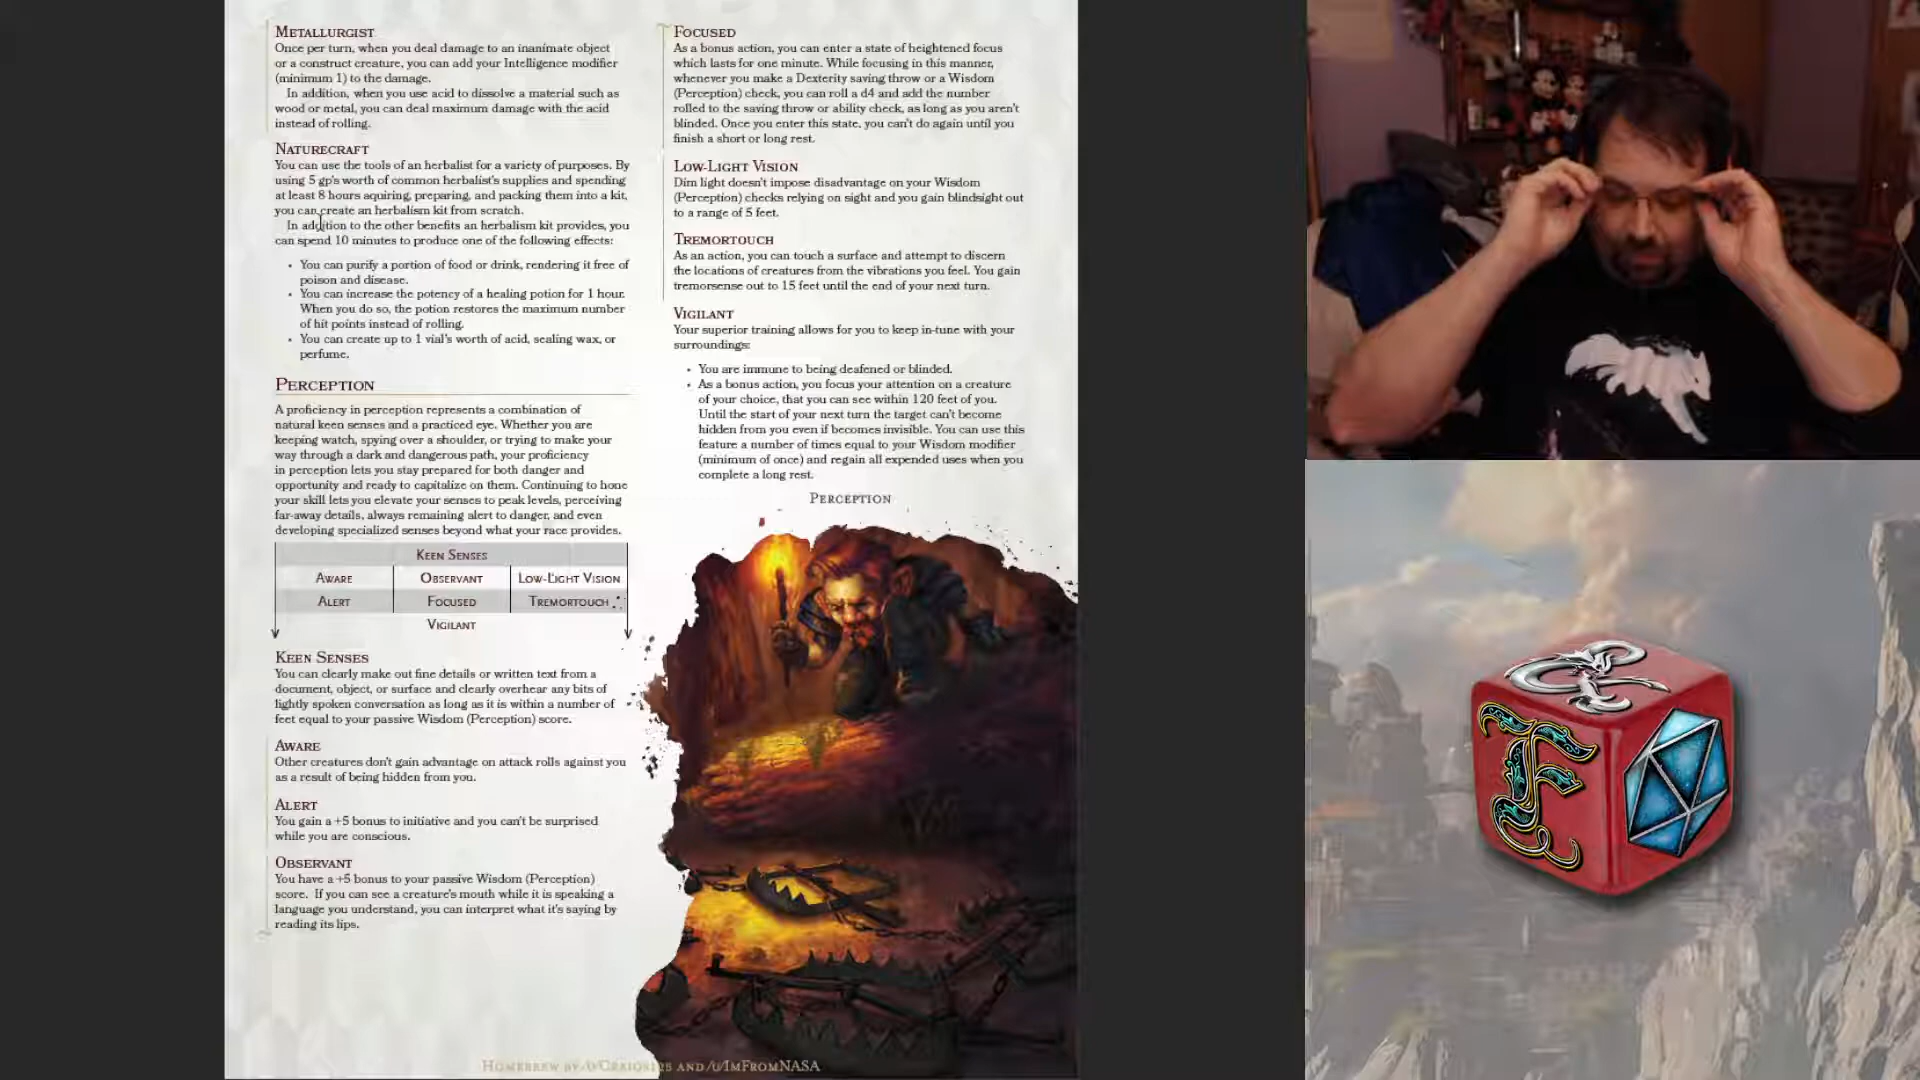 METALLURGIST
Once per turn, when you deal damage to an inanimate object
or a construct creature, you can add your Intelligence modifier
(minimum 1) to the damage.
In addition, when you use acid to dissolve a material such as
wood or metal, you can deal maximum damage with the acid
instead of rolling.
NATURECRAFT
You can use the tools of an herbalist for a variety of purposes. By
using 5 gp's worth of common herbalist's supplies and spending
at least 8 hours aquiring, preparing, and packing them into a kit,
you can create an herbalism kit from scratch.
In addition to the other benefits an herbalism kit provides, you
can spend 10 minutes to produce one of the following effects:
• You can purify a portion of food or drink, rendering it free of
poison and disease.
• You can increase the potency of a healing potion for 1 hour.
When you do so, the potion restores the maximum number
of hit points instead of rolling.
• You can create up to 1 vial's worth of acid, sealing wax, or
perfume.
PERCEPTION
A proficiency in perception represents a combination of
natural keen senses and a practiced eye. Whether you are
keeping watch, spying over a shoulder, or trying to make your
way through a dark and dangerous path, your proficiency
in perception lets you stay prepared for both danger and
opportunity and ready to capitalize on them. Continuing to hone
your skill lets you elevate your senses to peak levels, perceiving
far-away details, always remaining alert to danger, and even
developing specialized senses beyond what your race provides.
KEEN SENSES
AWARE OBSERVANT LOW-LIGHT VISION
ALERT FOCUSED TREMORTOUCH
VIGILANT
KEEN SENSES
You can clearly make out fine details or written text from a
document, object, or surface and clearly overhear any bits of
lightly spoken conversation as long as it is within a number of
feet equal to your passive Wisdom (Perception) score.
AWARE
Other creatures don't gain advantage on attack rolls against you
as a result of being hidden from you.
ALERT
You gain a +5 bonus to initiative and you can't be surprised
while you are conscious.
OBSERVANT
You have a +5 bonus to your passive Wisdom (Perception)
score. If you can see a creature's mouth while it is speaking a
language you understand, you can interpret what it's saying by
reading its lips.
FOCUSED
As a bonus action, you can enter a state of heightened focus
which lasts for one minute. While focusing in this manner,
whenever you make a Dexterity saving throw or a Wisdom
(Perception) check, you can roll a d4 and add the number
rolled to the saving throw or ability check, as long as you aren't
blinded. Once you enter this state, you can't do again until you
finish a short or long rest.
LOW-LIGHT VISION
Dim light doesn't impose disadvantage on your Wisdom
(Perception) checks relying on sight and you gain blindsight out
to a range of 5 feet.
TREMORTOUCH
As an action, you can touch a surface and attempt to discern
the locations of creatures from the vibrations you feel. You gain
tremorsense out to 15 feet until the end of your next turn.
VIGILANT
Your superior training allows for you to keep in-tune with your
surroundings:
• You are immune to being deafened or blinded.
• As a bonus action, you focus your attention on a creature
of your choice, that you can see within 120 feet of you.
Until the start of your next turn the target can't become
hidden from you even if becomes invisible. You can use this
feature a number of times equal to your Wisdom modifier
(minimum of once) and regain all expended uses when you
complete a long rest.
PERCEPTION
HOMEBREW BY AND /U/IMFROMNASA